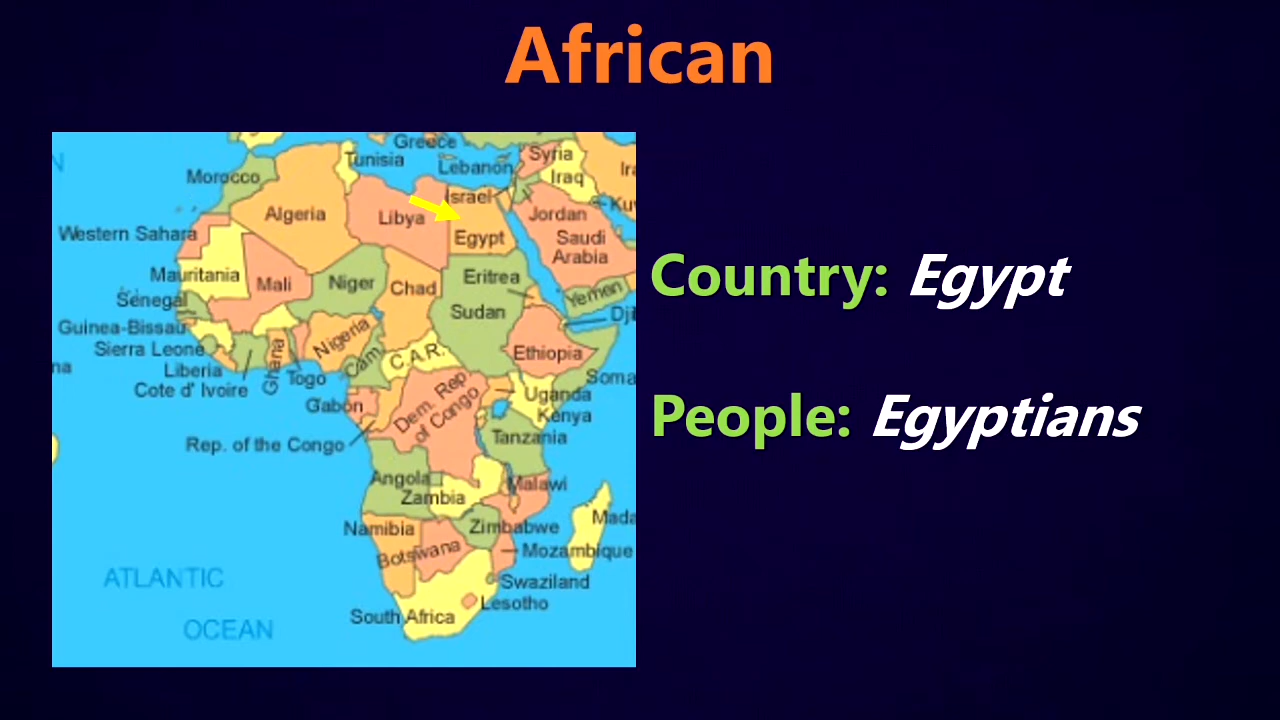 African
N
Greece
Syria
Tunisia
Lebanon
Iraq
Morocco
Israel
Algeria
Libya
Jordan
Western Sahara
Egypt
Saudi
Arabia
Mauritania
Mali
Niger
Chad
Eritrea
Yemen
Senegal
Sudan
Guinea-Bissau
Nigeria
Sierra Leone
Cam.
C.A.R.
Ethiopia
Liberia
Ghana
Togo
Cote d' Ivoire
Gabon
Dem. Rep.
of Congo
Uganda
Kenya
Rep. of the Congo
Tanzania
Angola
Malawi
Zambia
Namibia
Zimbabwe
Botswana
Mozambique
Swaziland
Lesotho
South Africa
ATLANTIC
OCEAN
Country: Egypt
People: Egyptians